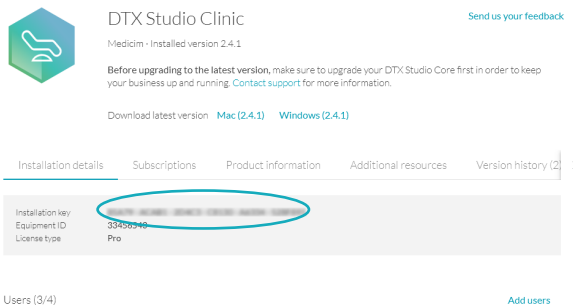 DTX Studio Clinic
Send us your feedback
Medicim - Installed version 2.4.1
Before upgrading to the latest version, make sure to upgrade your DTX Studio Core first in order to keep
your business up and running. Contact support for more information.
Download latest version Mac (2.4.1) Windows (2.4.1)
Installation details Subscriptions Product information Additional resources Version history (2
Installation key
Equipment ID 33456543
License type Pro
Users (3/4) Add users